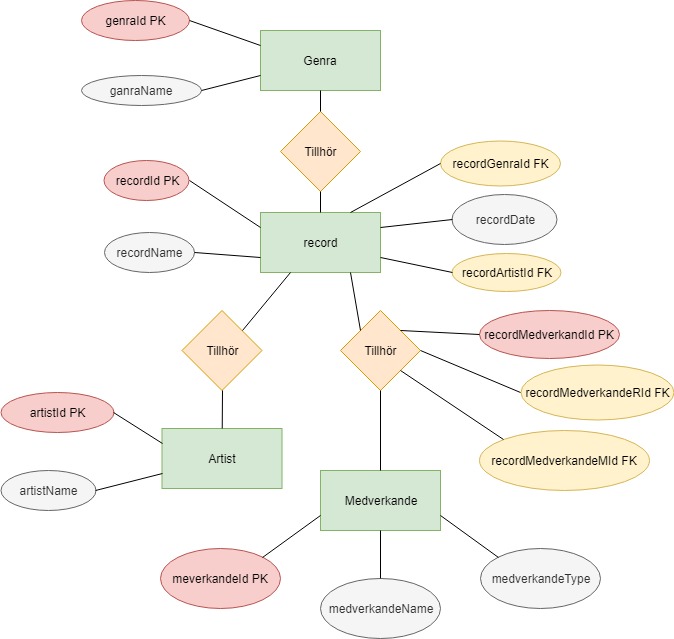 genraId PK
Genra
ganraName
Tillhör
recordGenraId FK
recordId PK
recordDate
record
recordName
recordArtistId FK
recordMedverkandId PK
Tillhör
Tillhör
recordMedverkandeRId FK
artistId PK
Artist
recordMedverkandeMId FK
artistName
Medverkande
meverkandeId PK
medverkandeType
medverkandeName